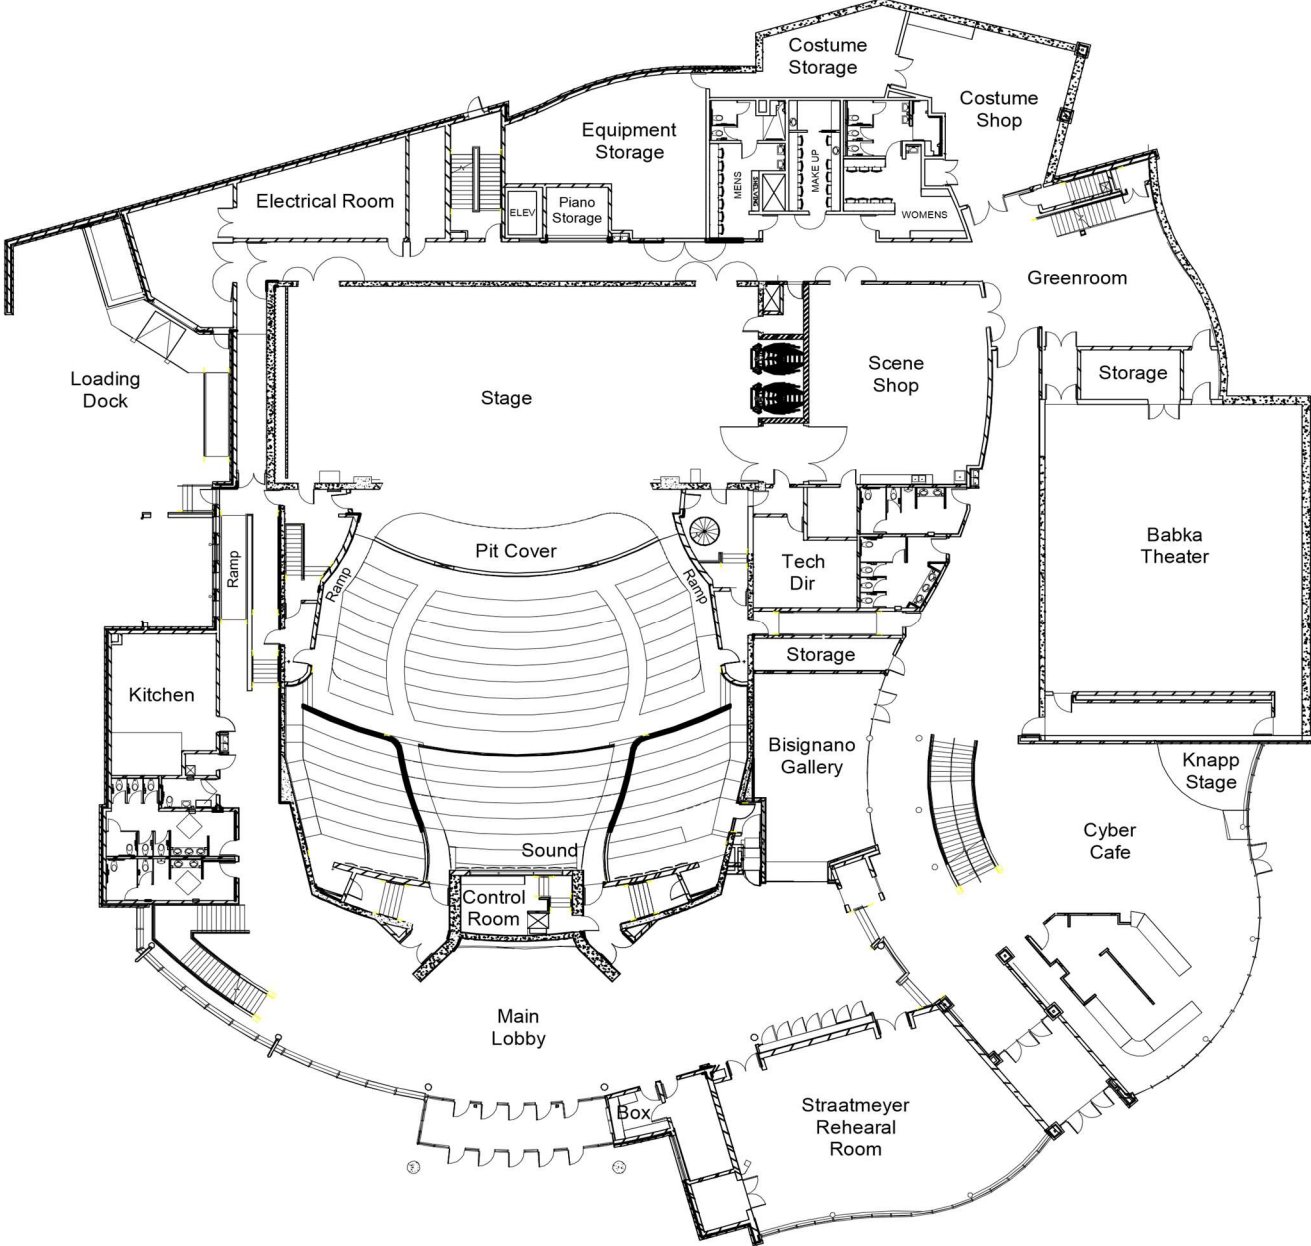 Costume
Storage
Costume
Shop
Equipment
Storage
MENS
SHELVING
MAKE UP
Electrical Room
ELEV
Piano
Storage
WOMENS
Greenroom
Loading
Dock
Stage
Scene
Shop
Storage
Pit Cover
Babka
Theater
Ramp
Ramp
Ramp
Tech
Dir
Storage
Kitchen
Bisignano
Gallery
Knapp
Stage
Cyber
Cafe
Sound
Control
Room
Main
Lobby
Box
Straatmeyer
Rehearal
Room